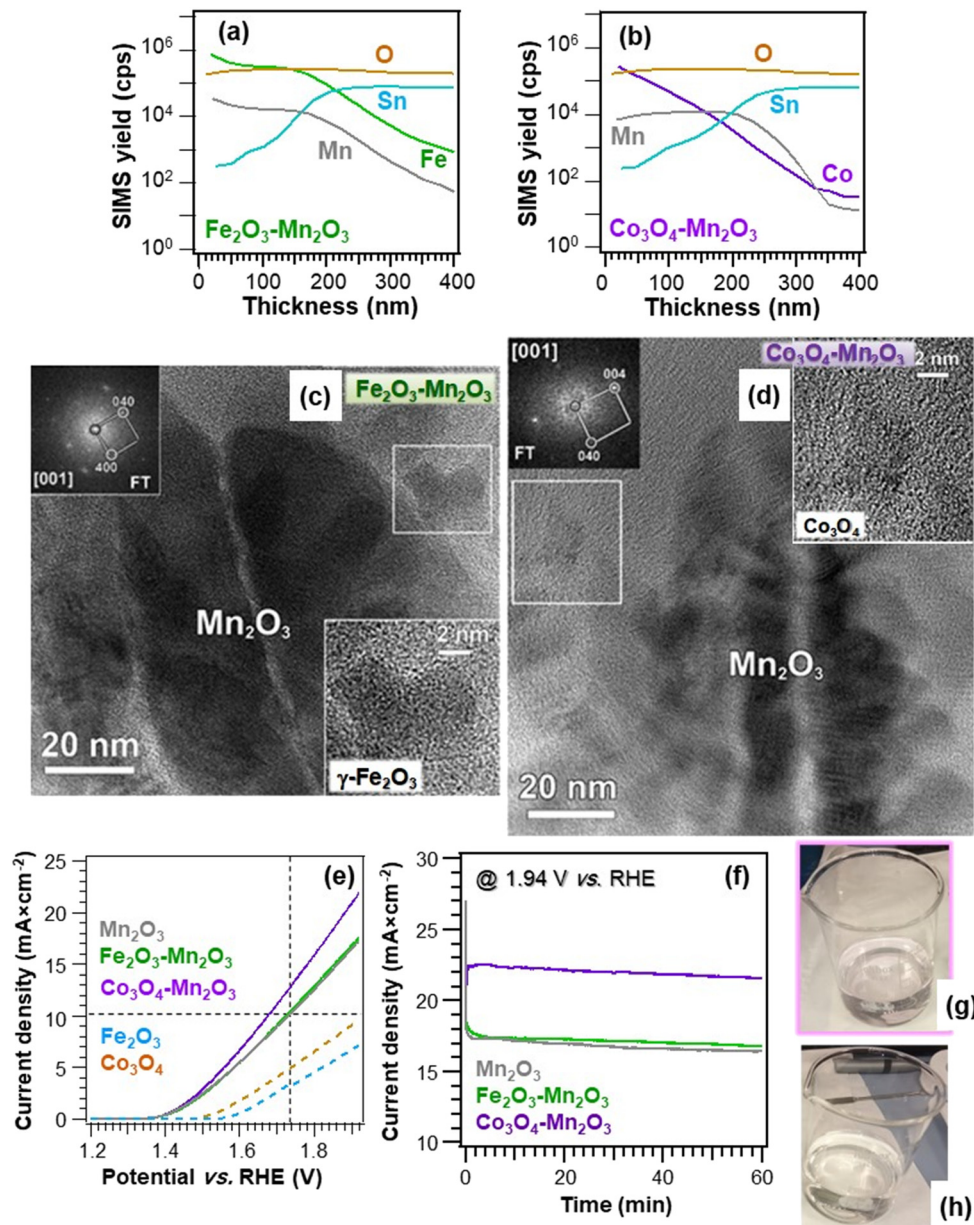 (a)
O
Sn
Mn
Fe
Fe₂O₃-Mn₂O₃
SIMS yield (cps)
10⁶
10⁴
10²
10⁰
0 100 200 300 400
Thickness (nm)
(b)
O
Sn
Mn
Co
Co₃O₄-Mn₂O₃
SIMS yield (cps)
10⁶
10⁴
10²
10⁰
0 100 200 300 400
Thickness (nm)
040
400
[001]
FT
(c)
Fe₂O₃-Mn₂O₃
Mn₂O₃
20 nm
2 nm
γ-Fe₂O₃
[001]
004
040
FT
Co₃O₄-Mn₂O₃
2 nm
(d)
Co₃O₄
Mn₂O₃
20 nm
(e)
Current density (mA×cm⁻²)
25
20
15
10
5
0
Mn₂O₃
Fe₂O₃-Mn₂O₃
Co₃O₄-Mn₂O₃
Fe₂O₃
Co₃O₄
1.2 1.4 1.6 1.8
Potential vs. RHE (V)
(f)
@ 1.94 V vs. RHE
Current density (mA×cm⁻²)
30
25
20
15
10
Mn₂O₃
Fe₂O₃-Mn₂O₃
Co₃O₄-Mn₂O₃
0 20 40 60
Time (min)
(g)
(h)